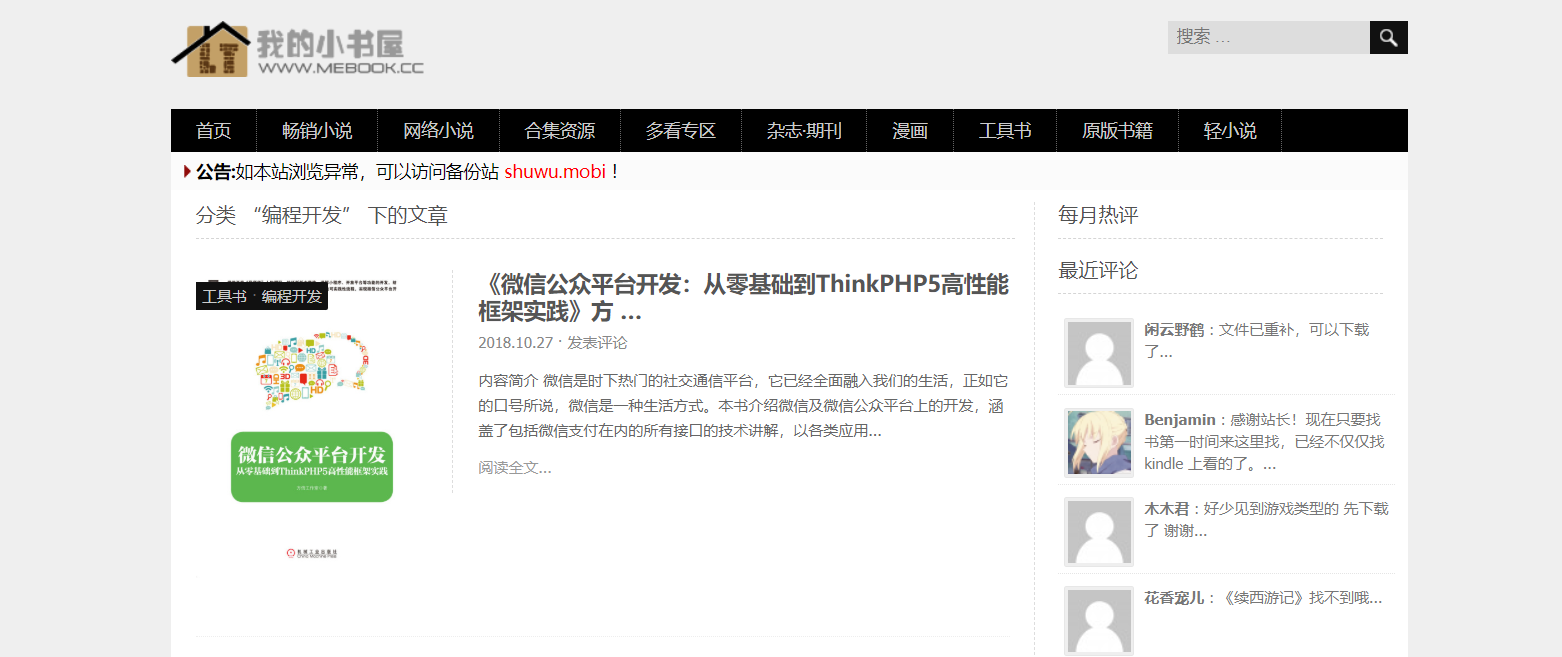 我的小书屋
WWW.MEBOOK.CC
搜索 …
首页 畅销小说 网络小说 合集资源 多看专区 杂志·期刊 漫画 工具书 原版书籍 轻小说
公告:如本站浏览异常，可以访问备份站 shuwu.mobi！
分类 “编程开发” 下的文章
工具书 · 编程开发
微信公众平台开发
从零基础到ThinkPHP5高性能框架实践
机械工业出版社
China Machine Press
《微信公众平台开发：从零基础到ThinkPHP5高性能
框架实践》方 …
2018.10.27 · 发表评论
内容简介 微信是时下热门的社交通信平台，它已经全面融入我们的生活，正如它
的口号所说，微信是一种生活方式。本书介绍微信及微信公众平台上的开发，涵
盖了包括微信支付在内的所有接口的技术讲解，以各类应用...
阅读全文...
每月热评
最近评论
闲云野鹤：文件已重补，可以下载
了...
Benjamin：感谢站长！现在只要找
书第一时间来这里找，已经不仅仅找
kindle 上看的了。...
木木君：好少见到游戏类型的 先下载
了 谢谢...
花香宠儿：《续西游记》找不到哦...